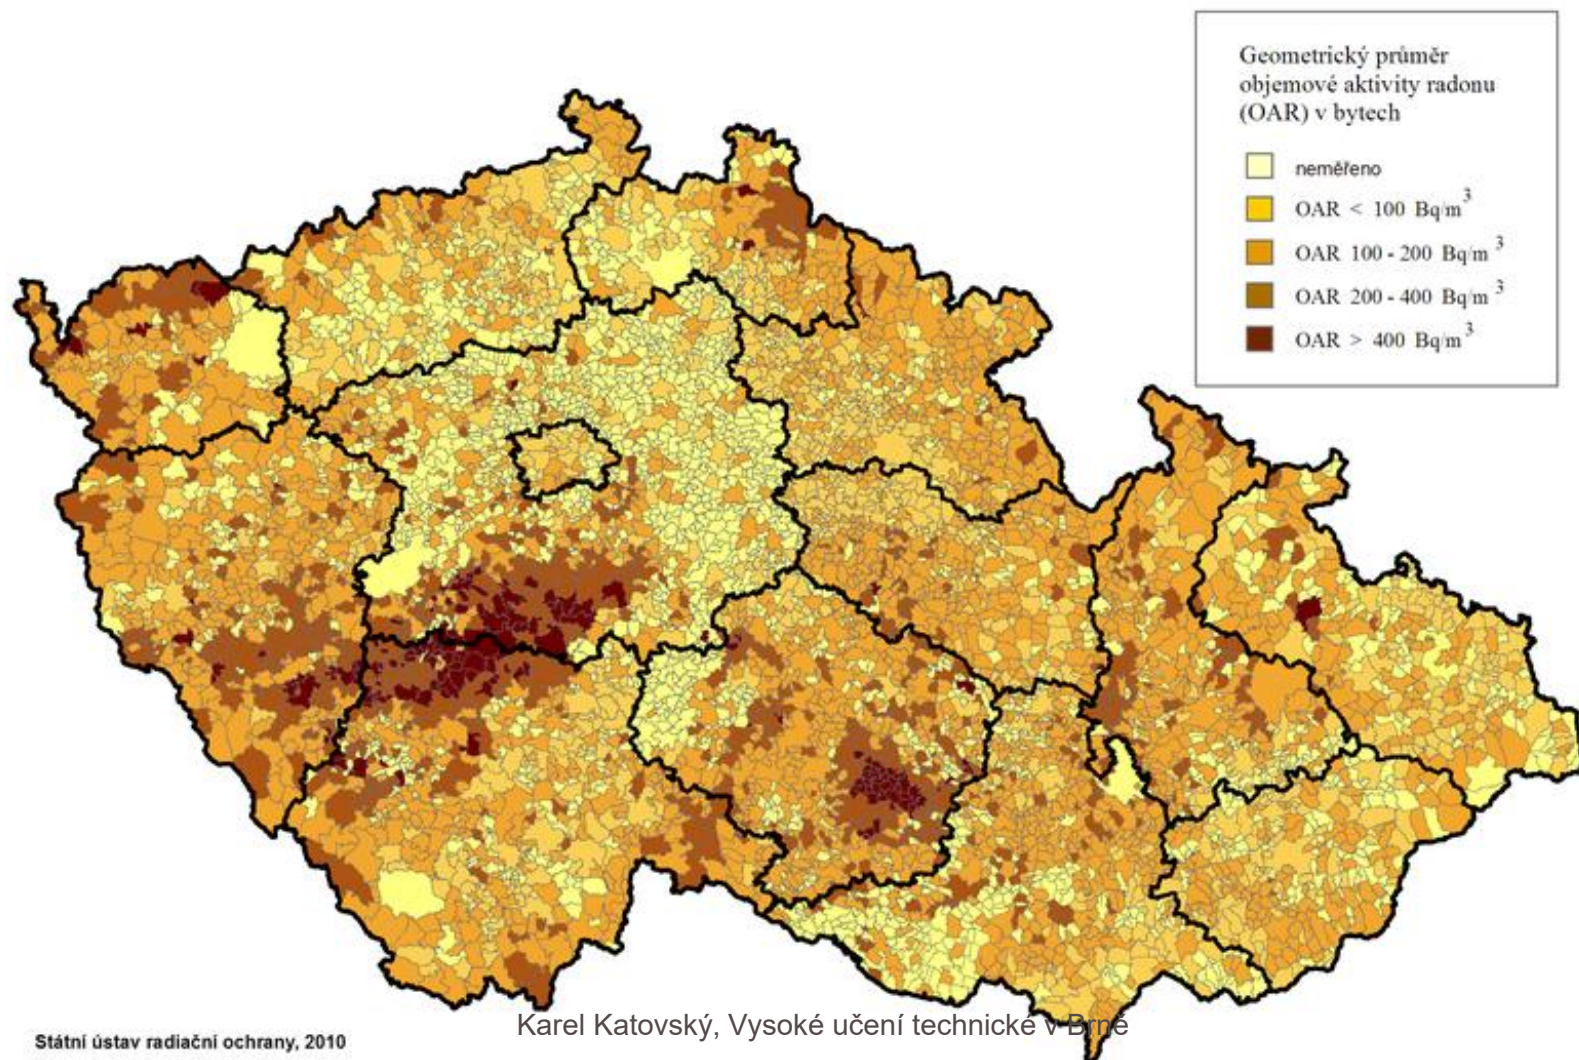 Geometrický průměr
objemové aktivity radonu
(OAR) v bytech
neměřeno
OAR < 100 Bq/m³
OAR 100 - 200 Bq/m³
OAR 200 - 400 Bq/m³
OAR > 400 Bq/m³
Karel Katovský, Vysoké učení technické v Brně
Státní ústav radiační ochrany, 2010